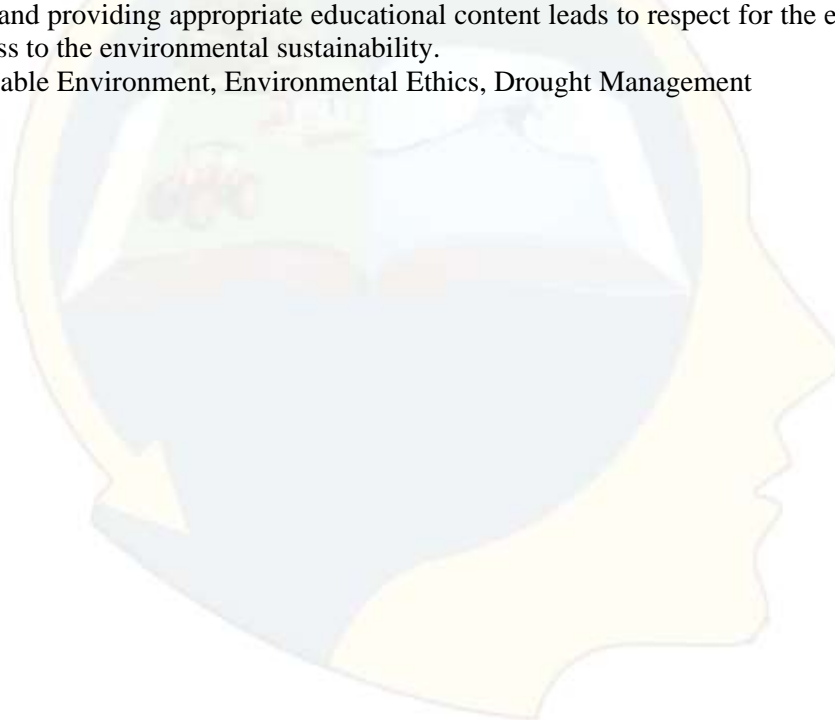 and providing appropriate educational content leads to respect for the e
ss to the environmental sustainability.
able Environment, Environmental Ethics, Drought Management